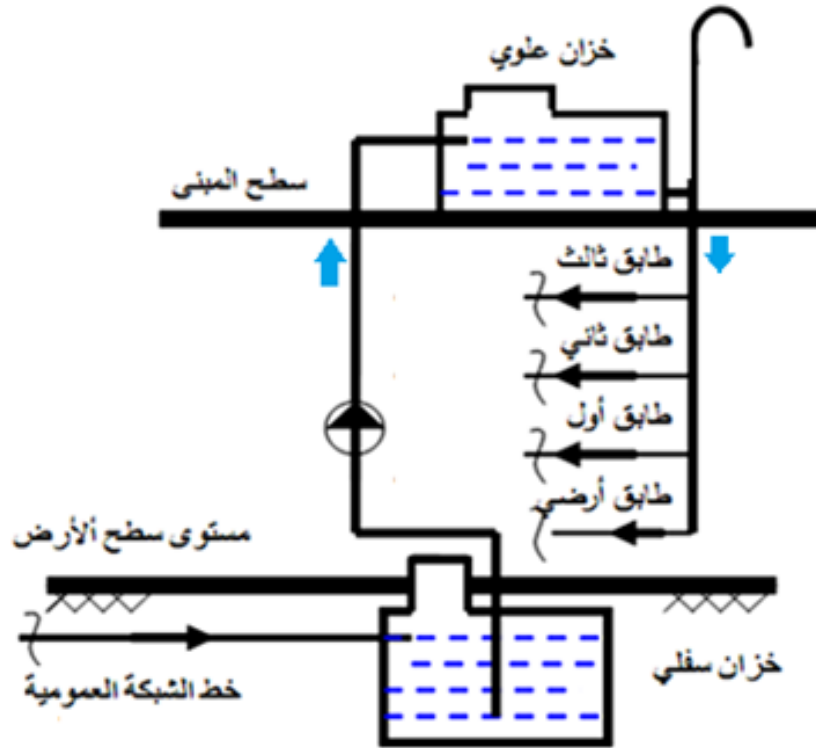 خزان علوي
سطح المبنى
طابق ثالث
طابق ثاني
طابق أول
طابق أرضي
مستوى سطح ألأرض
خزان سفلي
خط الشبكة العمومية